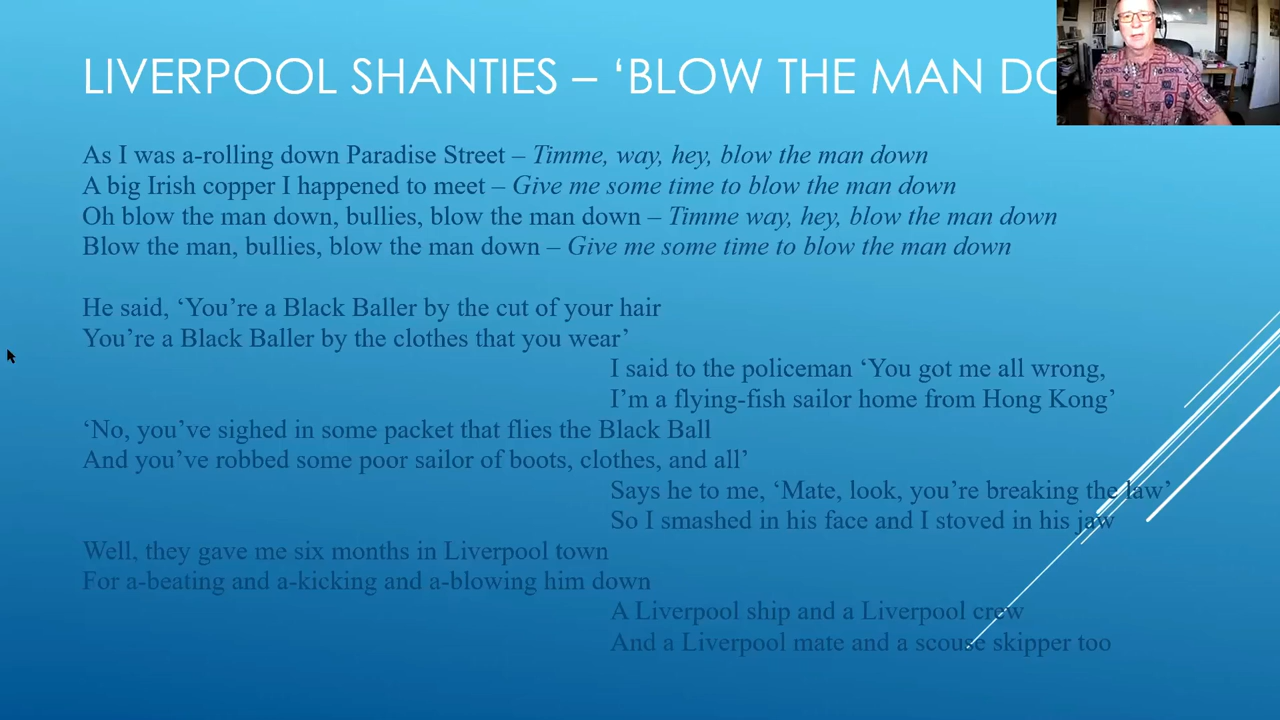 LIVERPOOL SHANTIES – ‘BLOW THE MAN DO
As I was a-rolling down Paradise Street – Timme, way, hey, blow the man down
A big Irish copper I happened to meet – Give me some time to blow the man down
Oh blow the man down, bullies, blow the man down – Timme way, hey, blow the man down
Blow the man, bullies, blow the man down – Give me some time to blow the man down
He said, ‘You’re a Black Baller by the cut of your hair
You’re a Black Baller by the clothes that you wear’
I said to the policeman ‘You got me all wrong,
I’m a flying-fish sailor home from Hong Kong’
‘No, you’ve sighed in some packet that flies the Black Ball
And you’ve robbed some poor sailor of boots, clothes, and all’
Says he to me, ‘Mate, look, you’re breaking the law’
So I smashed in his face and I stoved in his jaw
Well, they gave me six months in Liverpool town
For a-beating and a-kicking and a-blowing him down
A Liverpool ship and a Liverpool crew
And a Liverpool mate and a scouse skipper too